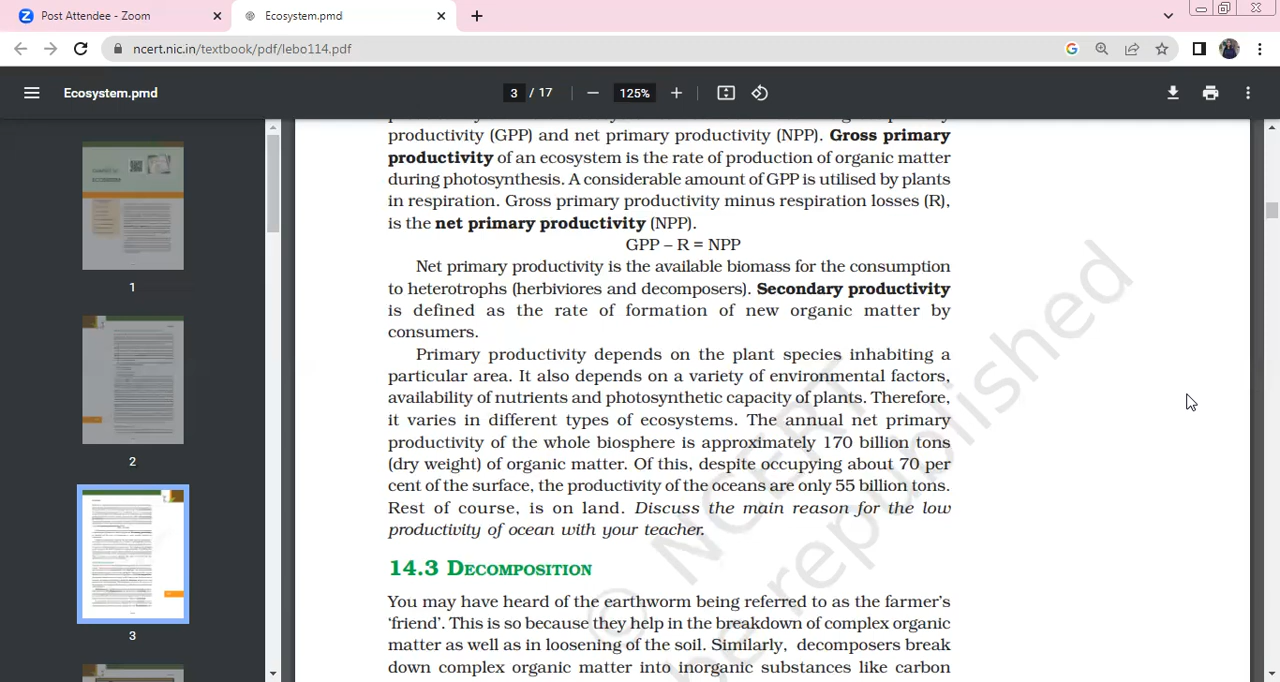 Post Attendee - Zoom
Ecosystem.pmd
ncert.nic.in/textbook/pdf/lebo114.pdf
Ecosystem.pmd
3 / 17
125%
productivity (GPP) and net primary productivity (NPP). Gross primary
productivity of an ecosystem is the rate of production of organic matter
during photosynthesis. A considerable amount of GPP is utilised by plants
in respiration. Gross primary productivity minus respiration losses (R),
is the net primary productivity (NPP).
GPP – R = NPP
Net primary productivity is the available biomass for the consumption
to heterotrophs (herbiviores and decomposers). Secondary productivity
is defined as the rate of formation of new organic matter by
consumers.
Primary productivity depends on the plant species inhabiting a
particular area. It also depends on a variety of environmental factors,
availability of nutrients and photosynthetic capacity of plants. Therefore,
it varies in different types of ecosystems. The annual net primary
productivity of the whole biosphere is approximately 170 billion tons
(dry weight) of organic matter. Of this, despite occupying about 70 per
cent of the surface, the productivity of the oceans are only 55 billion tons.
Rest of course, is on land. Discuss the main reason for the low
productivity of ocean with your teacher.
14.3 DECOMPOSITION
You may have heard of the earthworm being referred to as the farmer's
'friend'. This is so because they help in the breakdown of complex organic
matter as well as in loosening of the soil. Similarly, decomposers break
down complex organic matter into inorganic substances like carbon
© NCERT
be republished
1
2
3